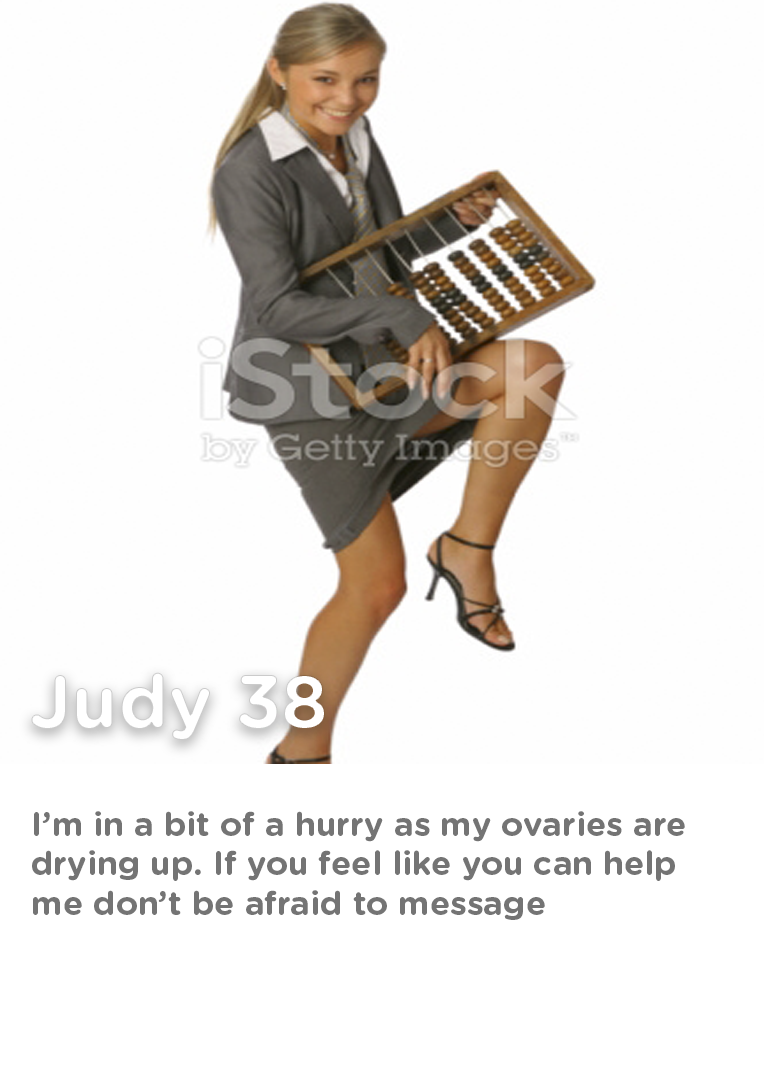 iStock
by Getty Images™
Judy 38
I’m in a bit of a hurry as my ovaries are
drying up. If you feel like you can help
me don’t be afraid to message